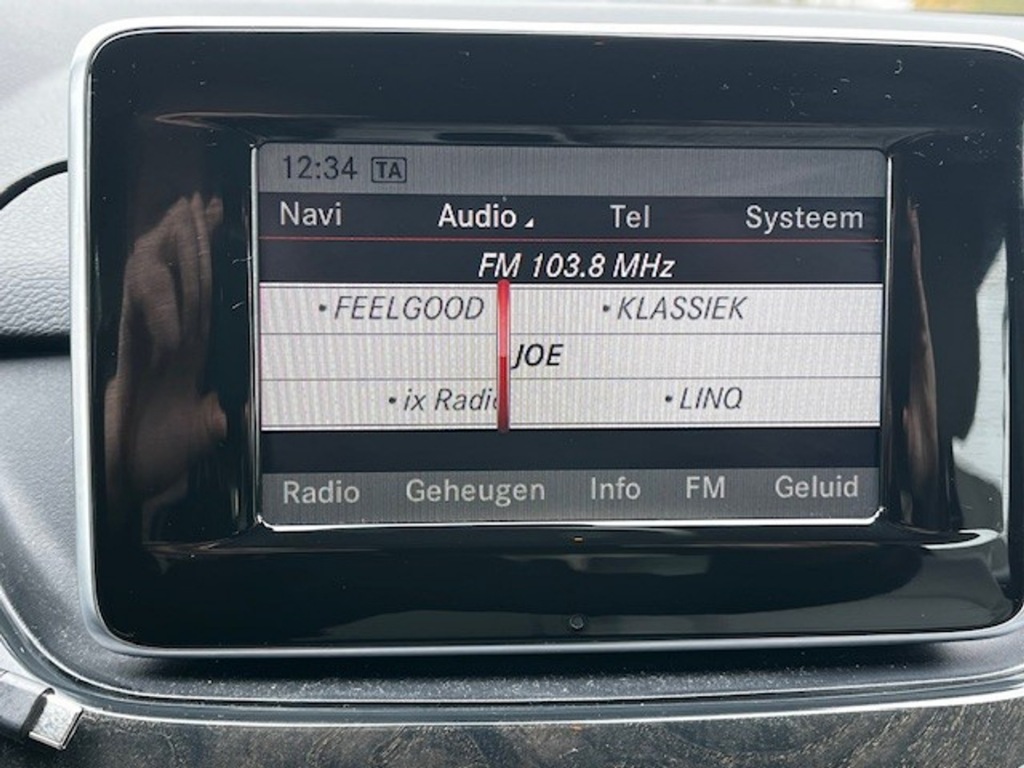 12:34 TA
Navi Audio Tel Systeem
FM 103.8 MHz
•FEELGOOD •KLASSIEK
JOE
•ix Radio •LINQ
Radio Geheugen Info FM Geluid